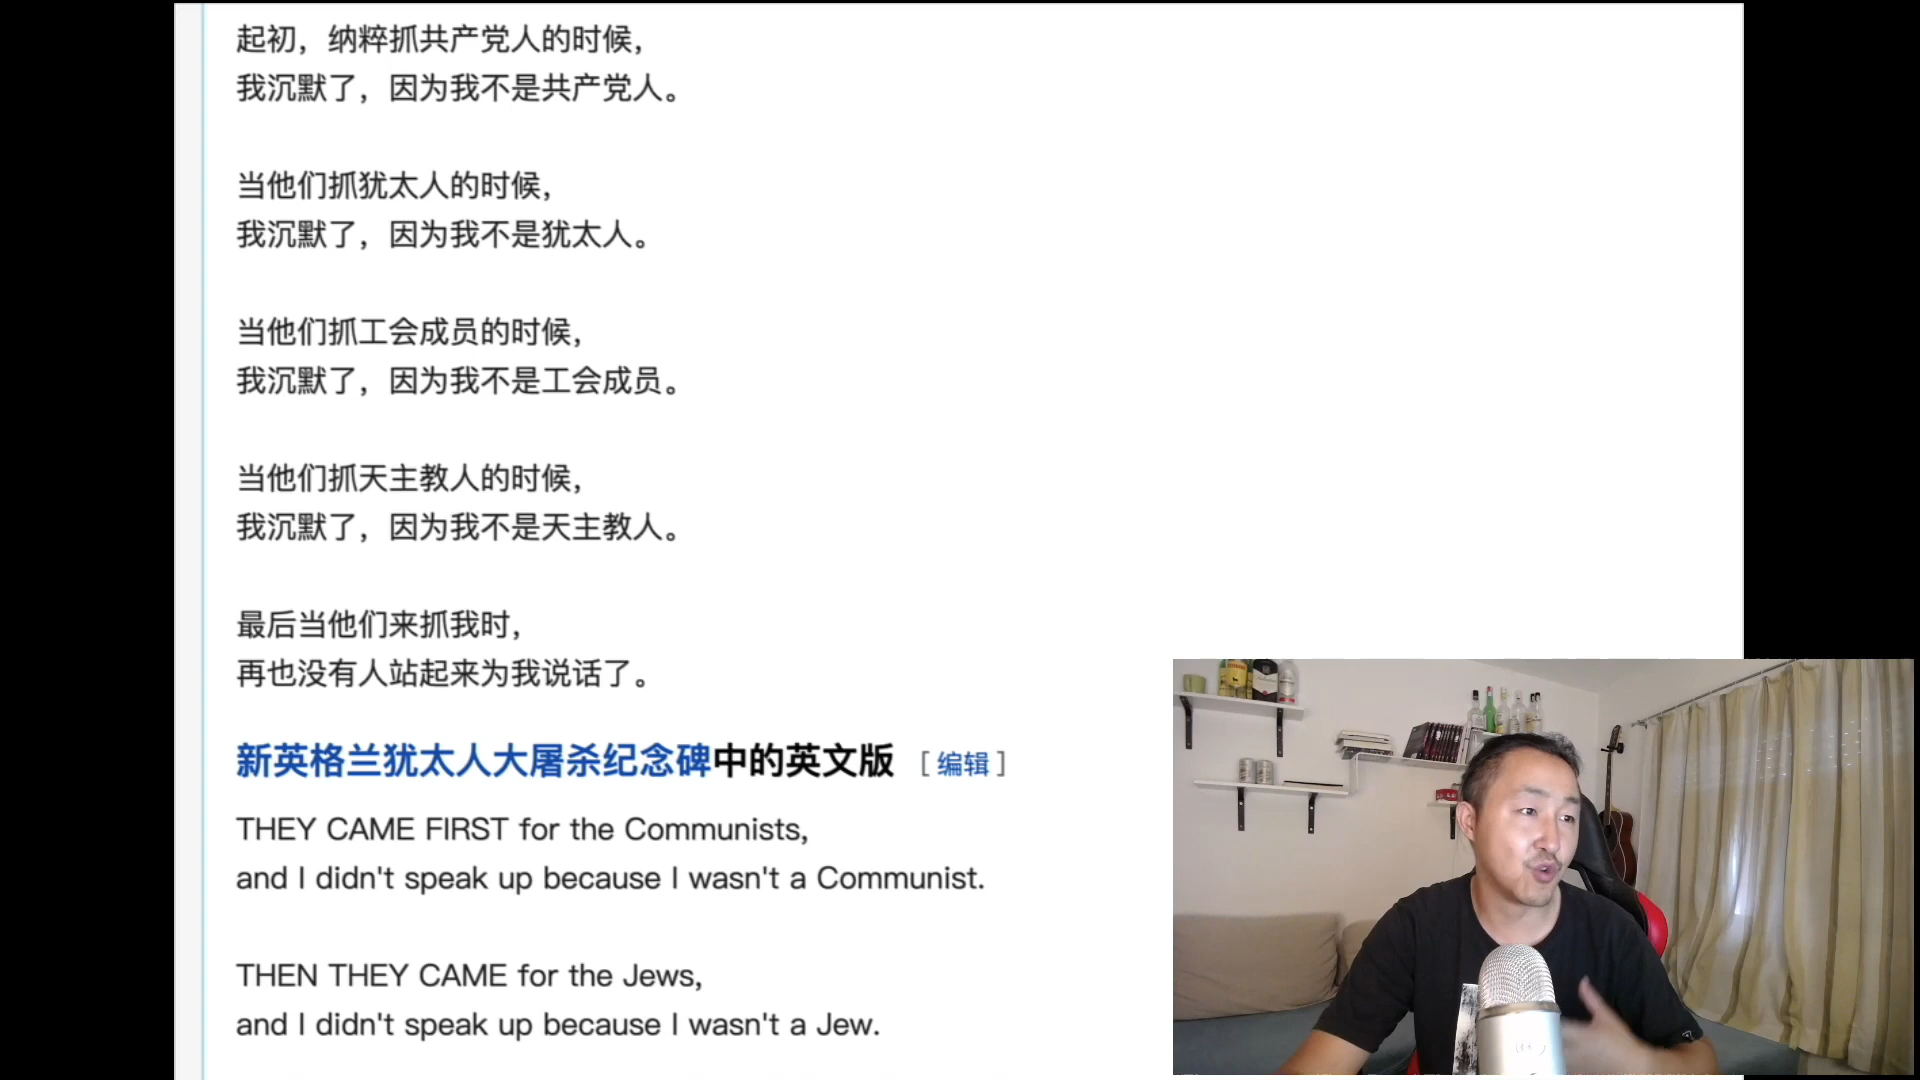 起初，纳粹抓共产党人的时候，
我沉默了，因为我不是共产党人。
当他们抓犹太人的时候，
我沉默了，因为我不是犹太人。
当他们抓工会成员的时候，
我沉默了，因为我不是工会成员。
当他们抓天主教人的时候，
我沉默了，因为我不是天主教人。
最后当他们来抓我时，
再也没有人站起来为我说话了。
新英格兰犹太人大屠杀纪念碑中的英文版 [编辑]
THEY CAME FIRST for the Communists,
and I didn't speak up because I wasn't a Communist.
THEN THEY CAME for the Jews,
and I didn't speak up because I wasn't a Jew.